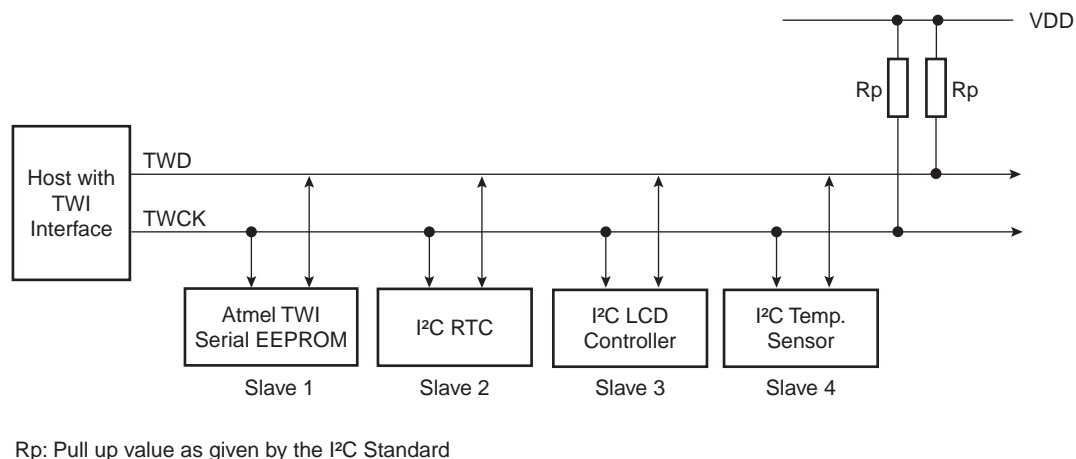 VDD
Rp
Rp
Host with
TWI
Interface
TWD
TWCK
Atmel TWI
Serial EEPROM
I²C RTC
I²C LCD
Controller
I²C Temp.
Sensor
Slave 1
Slave 2
Slave 3
Slave 4
Rp: Pull up value as given by the I²C Standard